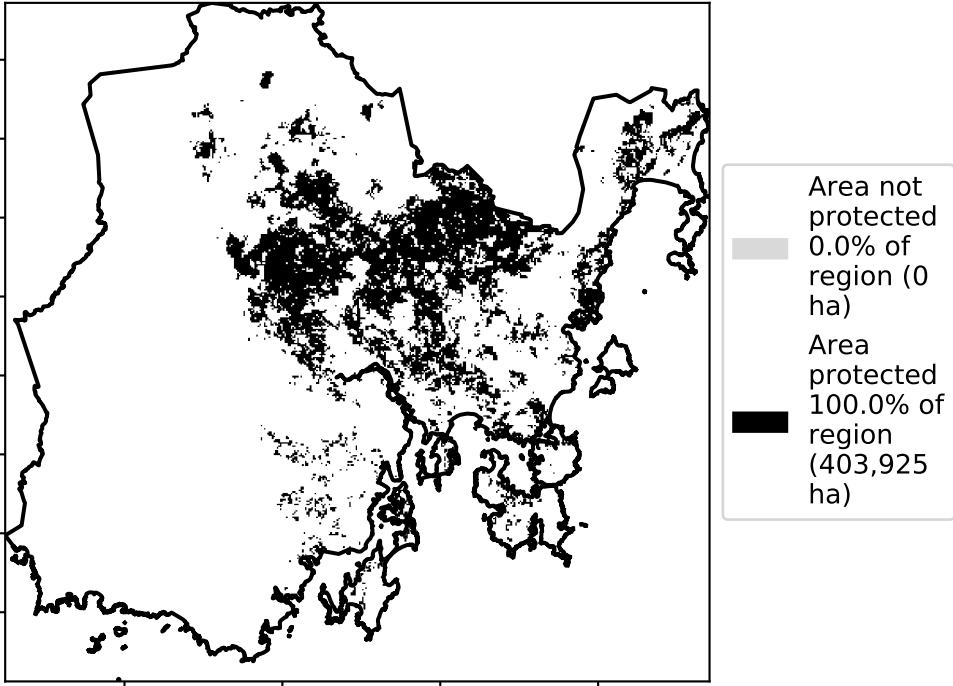 Area not
protected
0.0% of
region (0
ha)
Area
protected
100.0% of
region
(403,925
ha)